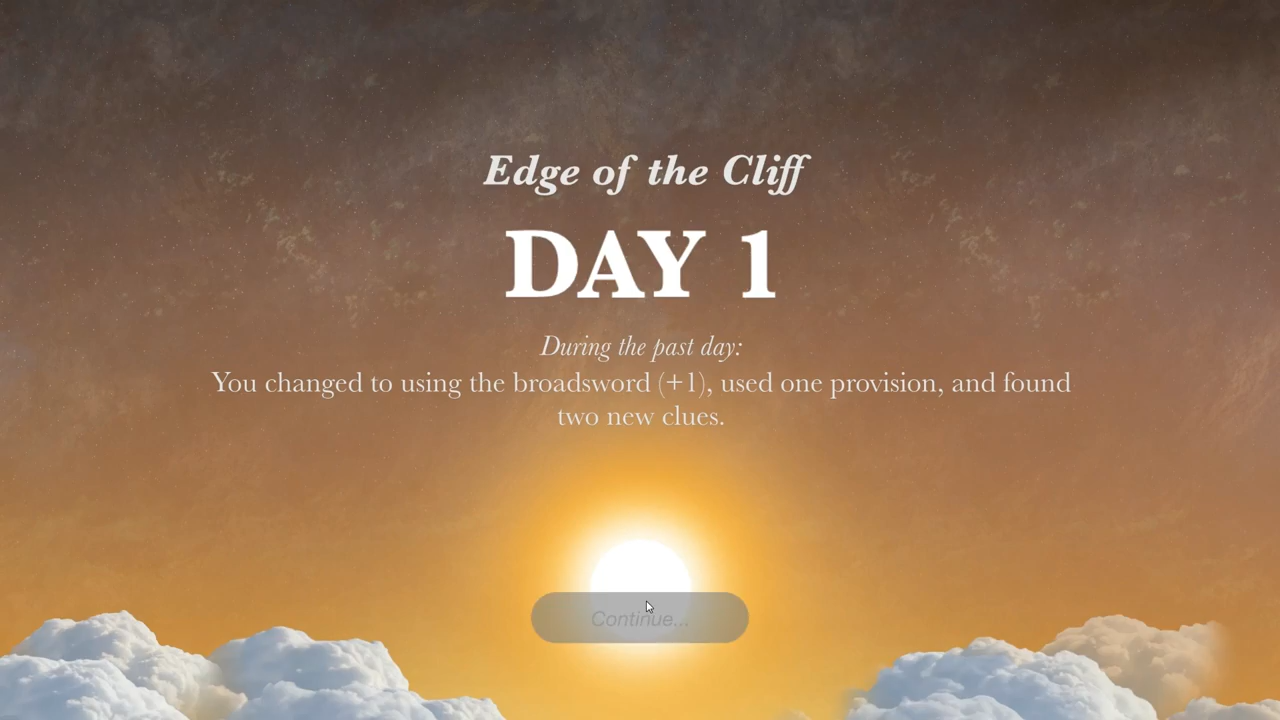 Edge of the Cliff
DAY 1
During the past day:
You changed to using the broadsword (+1), used one provision, and found
two new clues.
Continue...